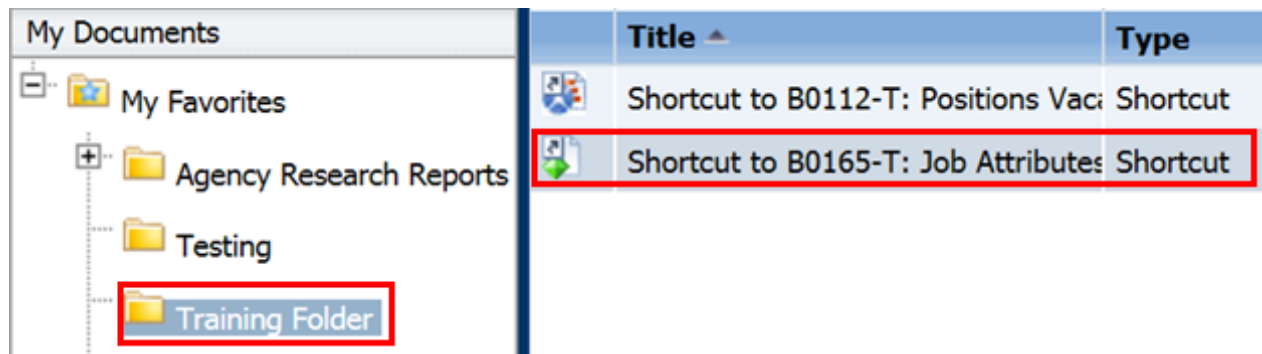 My Documents
My Favorites
Agency Research Reports
Testing
Training Folder
Title Type
Shortcut to B0112-T: Positions Vaca Shortcut
Shortcut to B0165-T: Job Attributes Shortcut